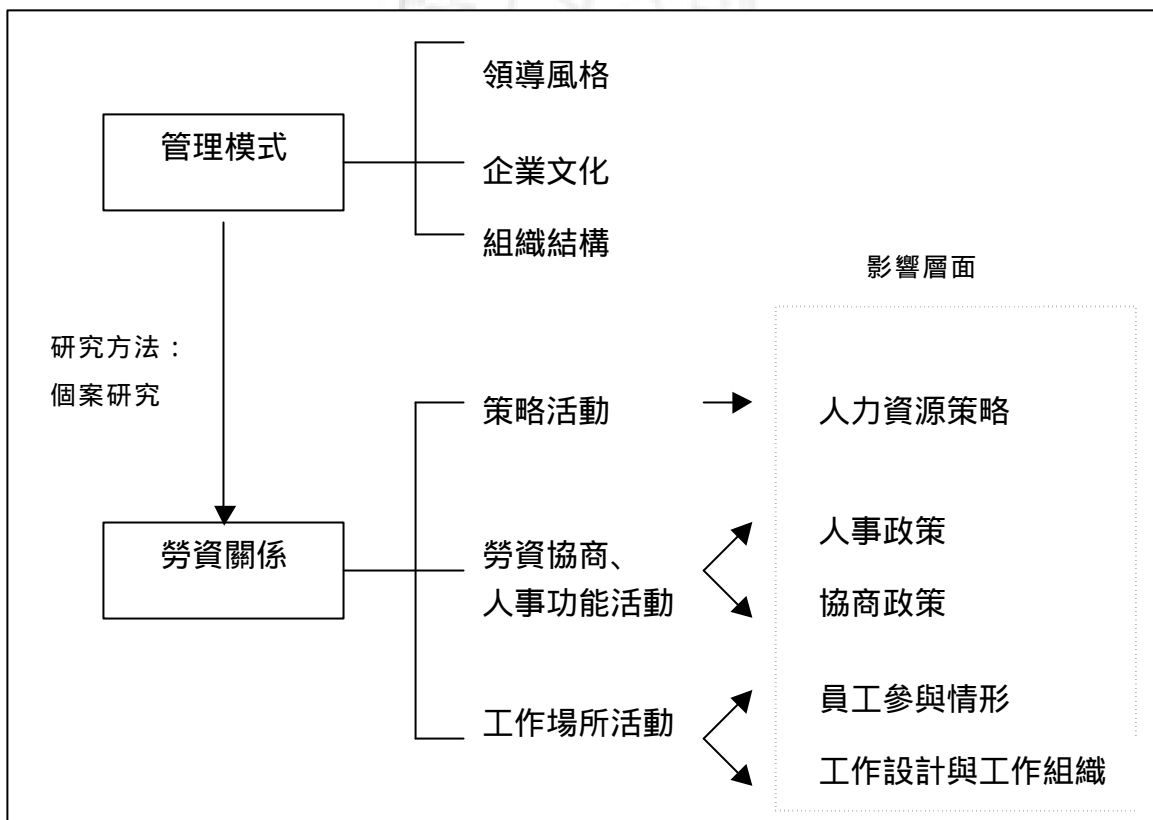 領導風格
管理模式
企業文化
組織結構
影響層面
研究方法：
個案研究
策略活動
人力資源策略
勞資關係
勞資協商、
人事功能活動
人事政策
協商政策
工作場所活動
員工參與情形
工作設計與工作組織